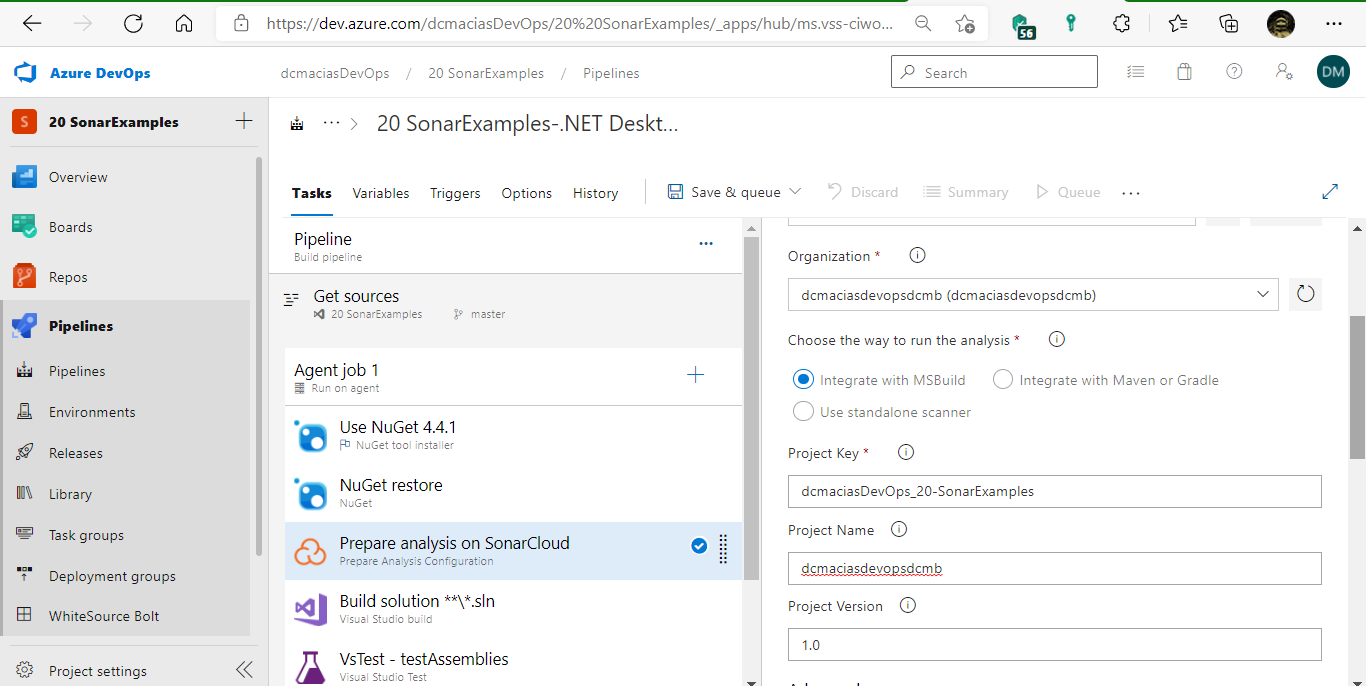 https://dev.azure.com/dcmaciasDevOps/20%20SonarExamples/_apps/hub/ms.vss-ciwo...
56
Azure DevOps
dcmaciasDevOps / 20 SonarExamples / Pipelines
Search
DM
S
20 SonarExamples
Overview
Boards
Repos
Pipelines
Pipelines
Environments
Releases
Library
Task groups
Deployment groups
WhiteSource Bolt
Project settings
20 SonarExamples-.NET Deskt...
Tasks Variables Triggers Options History Save & queue Discard Summary Queue ...
Pipeline
Build pipeline
Get sources
20 SonarExamples master
Agent job 1
Run on agent
Use NuGet 4.4.1
NuGet tool installer
NuGet restore
NuGet
Prepare analysis on SonarCloud
Prepare Analysis Configuration
Build solution **\*.sln
Visual Studio build
VsTest - testAssemblies
Visual Studio Test
Organization *
dcmaciasdevopsdcmb (dcmaciasdevopsdcmb)
Choose the way to run the analysis *
Integrate with MSBuild Integrate with Maven or Gradle
Use standalone scanner
Project Key *
dcmaciasDevOps_20-SonarExamples
Project Name
dcmaciasdevopsdcmb
Project Version
1.0